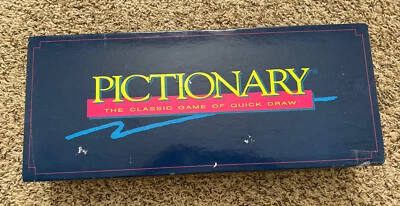 PICTIONARY
THE CLASSIC GAME OF QUICK DRAW